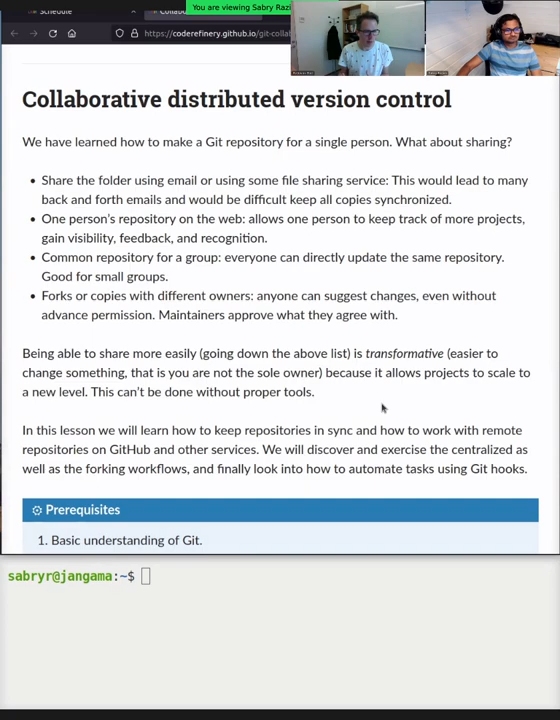 You are viewing Sabry Razi
Schedule
https://coderefinery.github.io/git-collab
Collaborative distributed version control
We have learned how to make a Git repository for a single person. What about sharing?
• Share the folder using email or using some file sharing service: This would lead to many
back and forth emails and would be difficult keep all copies synchronized.
• One person's repository on the web: allows one person to keep track of more projects,
gain visibility, feedback, and recognition.
• Common repository for a group: everyone can directly update the same repository.
Good for small groups.
• Forks or copies with different owners: anyone can suggest changes, even without
advance permission. Maintainers approve what they agree with.
Being able to share more easily (going down the above list) is transformative (easier to
change something, that is you are not the sole owner) because it allows projects to scale to
a new level. This can't be done without proper tools.
In this lesson we will learn how to keep repositories in sync and how to work with remote
repositories on GitHub and other services. We will discover and exercise the centralized as
well as the forking workflows, and finally look into how to automate tasks using Git hooks.
Prerequisites
1. Basic understanding of Git.
sabryr@jangama:~$